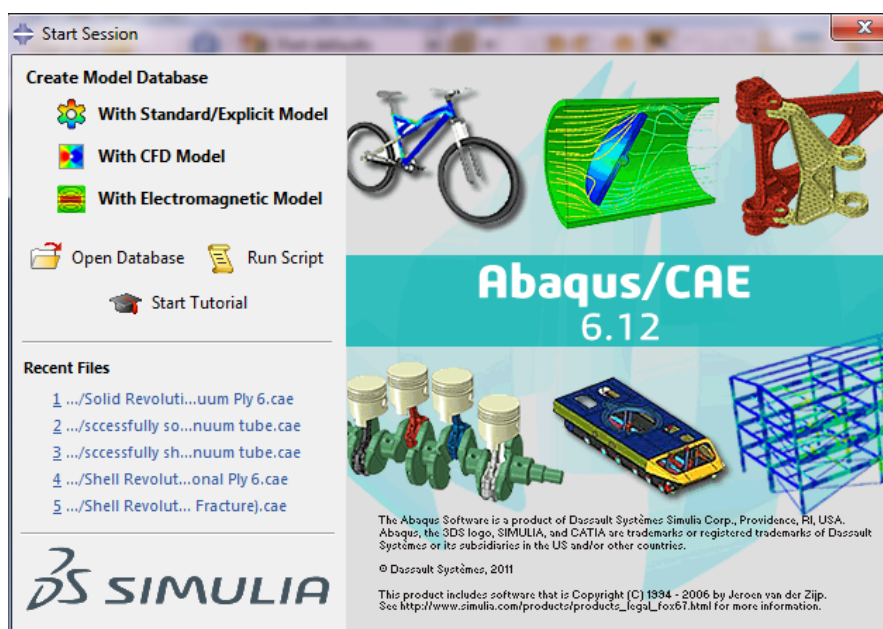 Start Session
Create Model Database
With Standard/Explicit Model
With CFD Model
With Electromagnetic Model
Open Database
Run Script
Start Tutorial
Recent Files
1 .../Solid Revoluti...uum Ply 6.cae
2 .../sccessfully so...nuum tube.cae
3 .../sccessfully sh...nuum tube.cae
4 .../Shell Revolut...onal Ply 6.cae
5 .../Shell Revolut... Fracture).cae
3DS SIMULIA
Abaqus/CAE
6.12
The Abaqus Software is a product of Dassault Systèmes Simulia Corp., Providence, RI, USA.
Abaqus, the 3DS logo, SIMULIA, and CATIA are trademarks or registered trademarks of Dassault
Systèmes or its subsidiaries in the US and/or other countries.
© Dassault Systèmes, 2011
This product includes software that is Copyright (C) 1994 - 2006 by Jeroen van der Zijp.
See http://www.simulia.com/products/products_legal_fox67.html for more information.